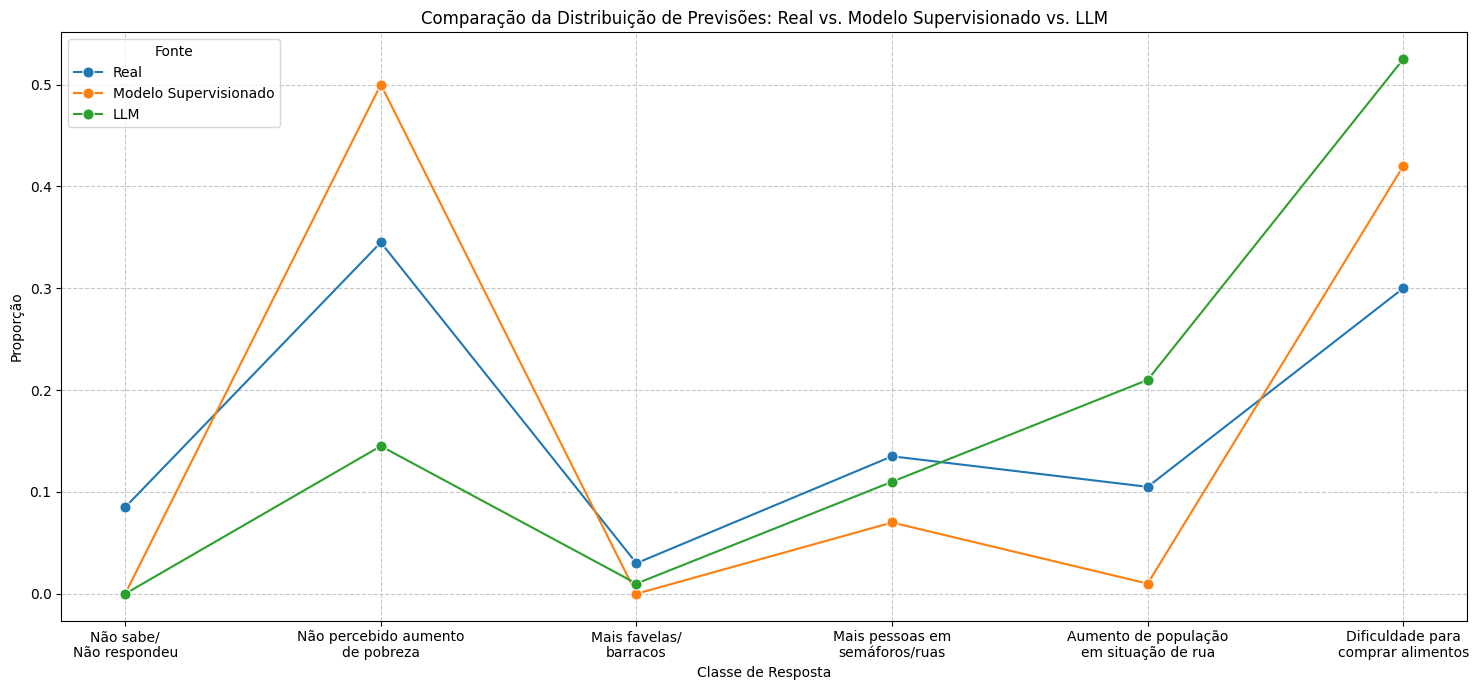 Comparação da Distribuição de Previsões: Real vs. Modelo Supervisionado vs. LLM
Fonte
Real
Modelo Supervisionado
LLM
Proporção
0.5
0.4
0.3
0.2
0.1
0.0
Não sabe/
Não respondeu
Não percebido aumento
de pobreza
Mais favelas/
barracos
Mais pessoas em
semáforos/ruas
Aumento de população
em situação de rua
Dificuldade para
comprar alimentos
Classe de Resposta